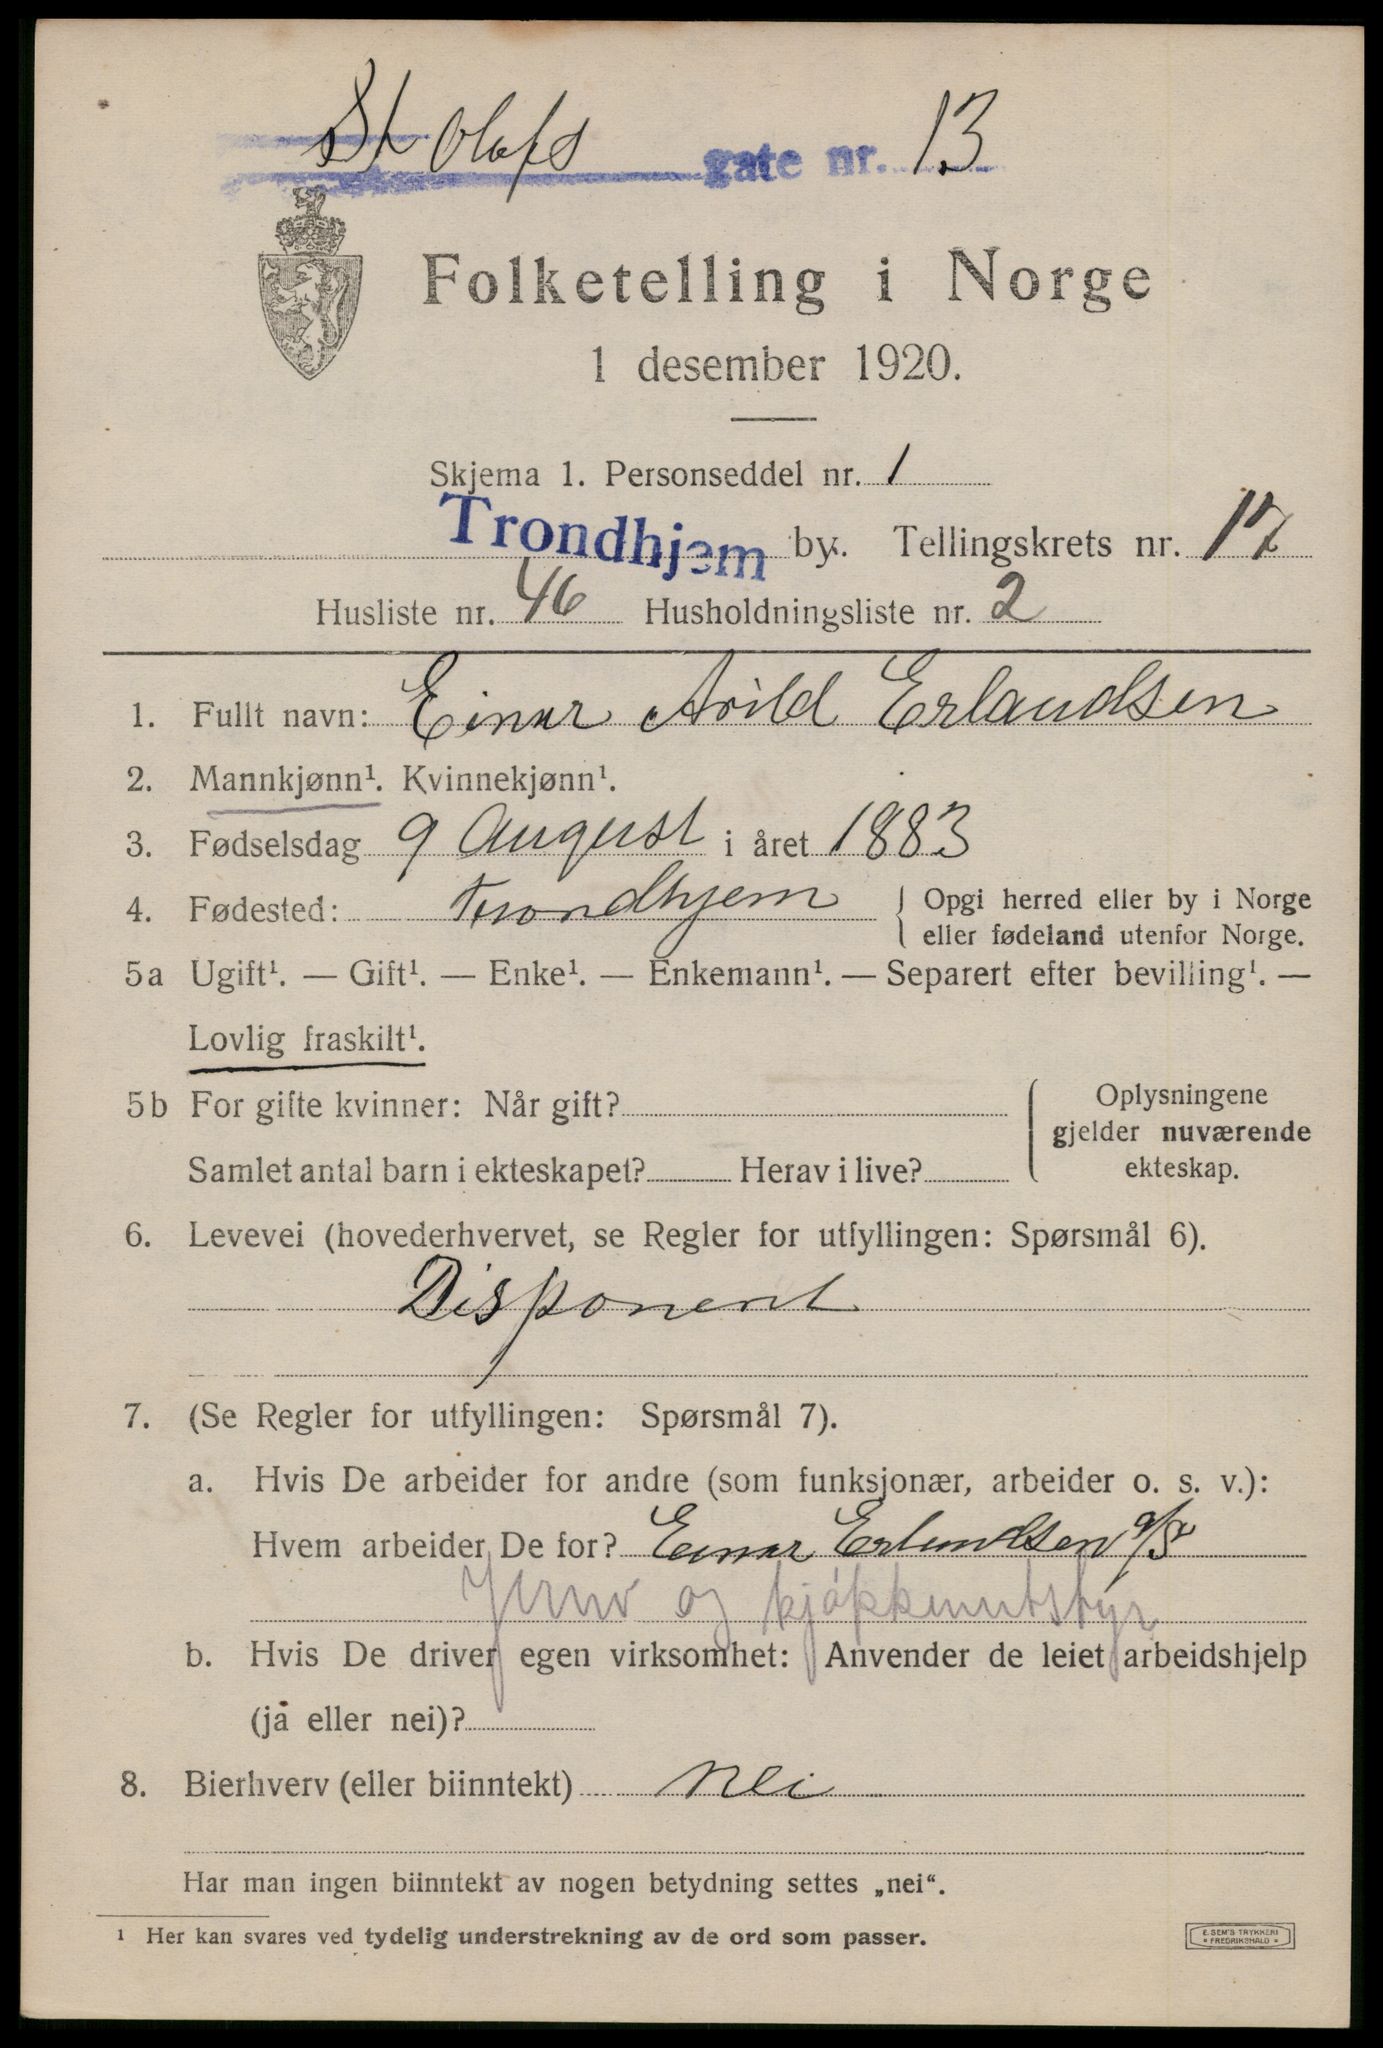 St Olafs gate nr. 13
Folketelling i Norge
1 desember 1920.
Skjema 1. Personseddel nr. 1
Trondhjem by. Tellingskrets nr. 17
Husliste nr. 46 Husholdningsliste nr. 2
1. Fullt navn: Einar Arild Erlandsen
2. Mannkjønn¹. Kvinnekjønn¹.
3. Fødselsdag 9 August i året 1883
4. Fødested: Trondhjem { Opgi herred eller by i Norge
eller fødeland utenfor Norge.
5a Ugift¹. — Gift¹. — Enke¹. — Enkemann¹. — Separert efter bevilling¹. —
Lovlig fraskilt¹.
5b For gifte kvinner: Når gift?
Samlet antal barn i ekteskapet? Herav i live?
Oplysningene
gjelder nuværende
ekteskap.
6. Levevei (hovederhvervet, se Regler for utfyllingen: Spørsmål 6).
Disponent
7. (Se Regler for utfyllingen: Spørsmål 7).
a. Hvis De arbeider for andre (som funksjonær, arbeider o. s. v.):
Hvem arbeider De for? Einar Erlandsen A/S
Jernv og kjøkkenutstyr
b. Hvis De driver egen virksomhet: Anvender de leiet arbeidshjelp
(ja eller nei)?
8. Bierhverv (eller biinntekt) nei
Har man ingen biinntekt av nogen betydning settes „nei“.
¹ Her kan svares ved tydelig understrekning av de ord som passer.
E. SEM'S TRYKKERI
* FREDRIKSHALD *